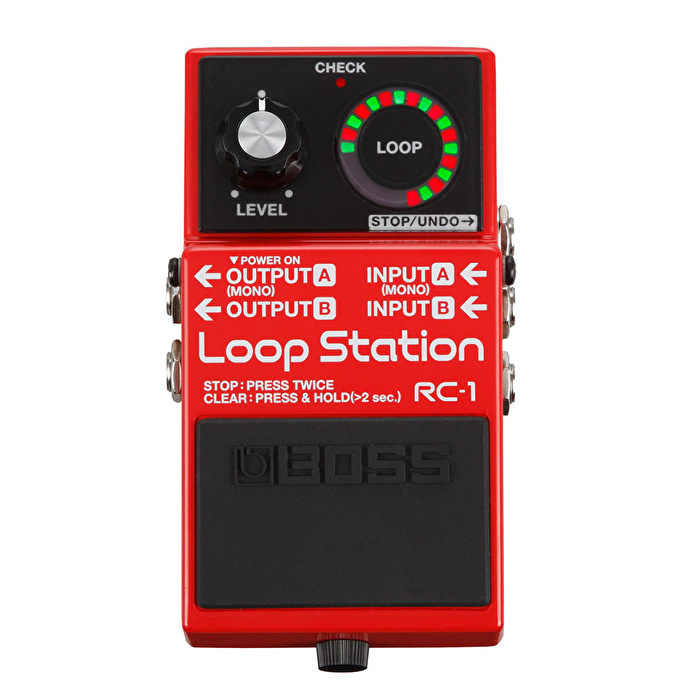 CHECK
LOOP
LEVEL
STOP/UNDO→
▼POWER ON
←OUTPUT A
(MONO)
INPUT A←
(MONO)
←OUTPUT B
INPUT B←
Loop Station
STOP:PRESS TWICE
CLEAR:PRESS & HOLD(>2 sec.)
RC-1
BOSS